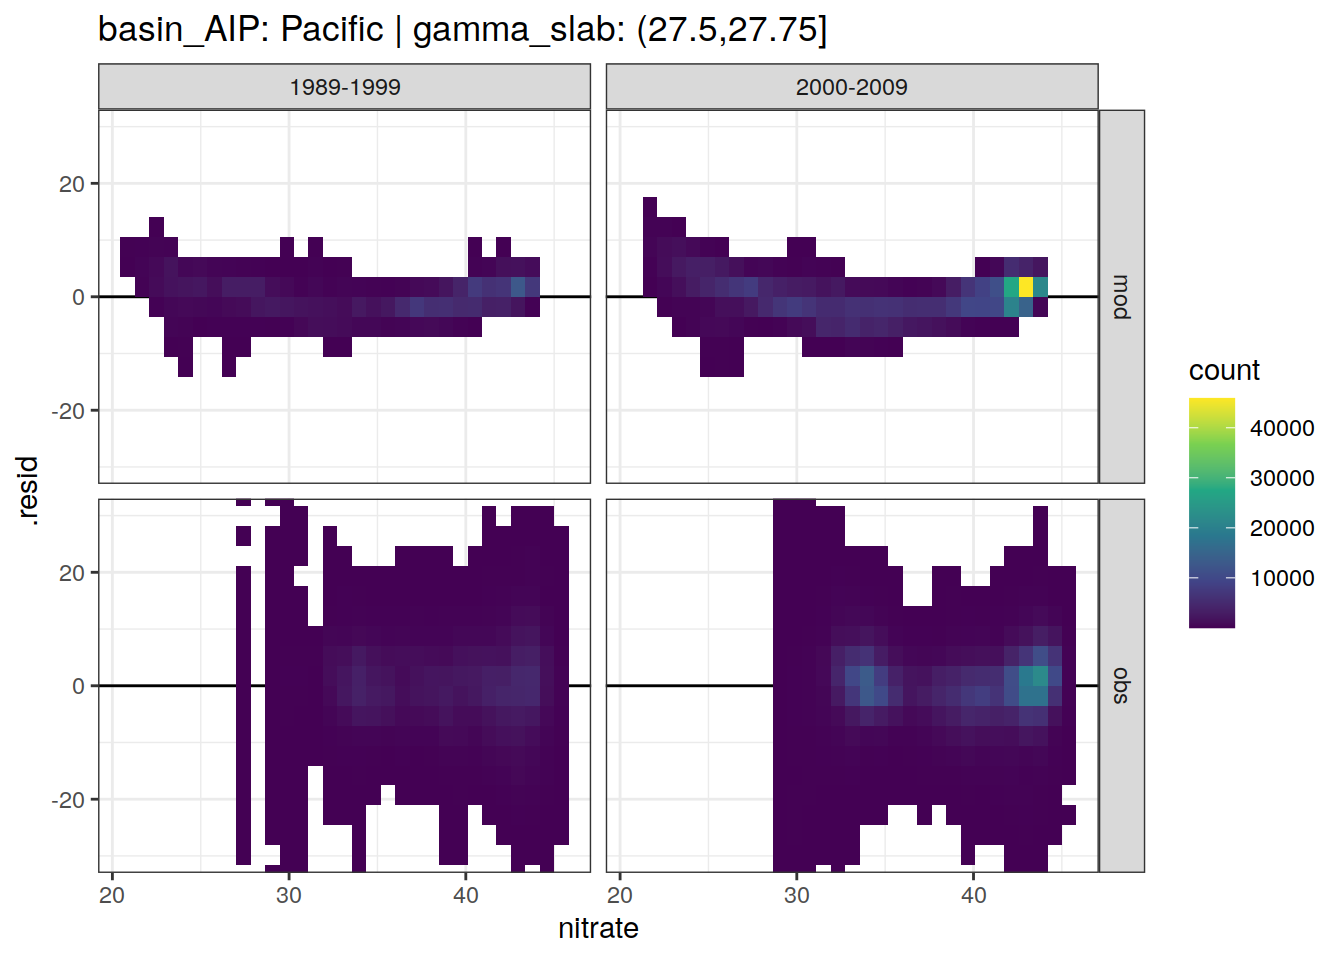 basin_AIP: Pacific | gamma_slab: (27.5,27.75]
1989-1999 2000-2009
20
0
-20
mod
20
0
-20
obs
.resid
20 30 40 20 30 40
nitrate
count
40000
30000
20000
10000